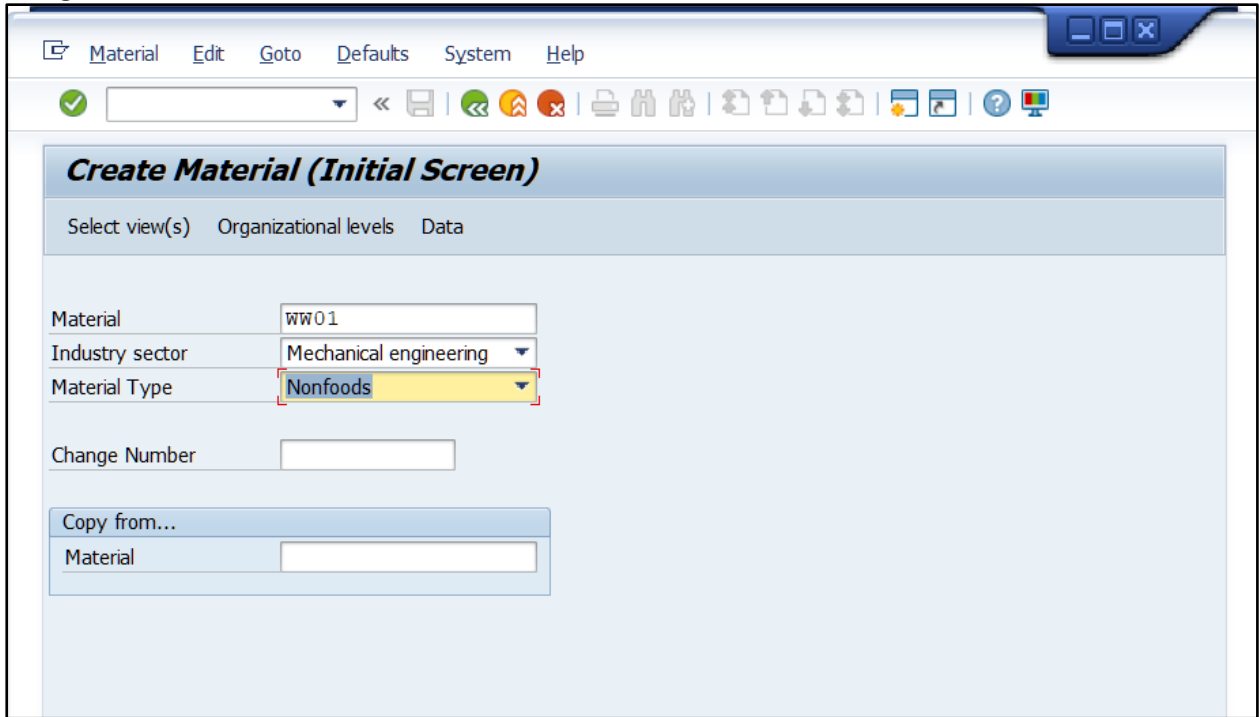 Material Edit Goto Defaults System Help
Create Material (Initial Screen)
Select view(s) Organizational levels Data
Material WW01
Industry sector Mechanical engineering
Material Type Nonfoods
Change Number
Copy from...
Material